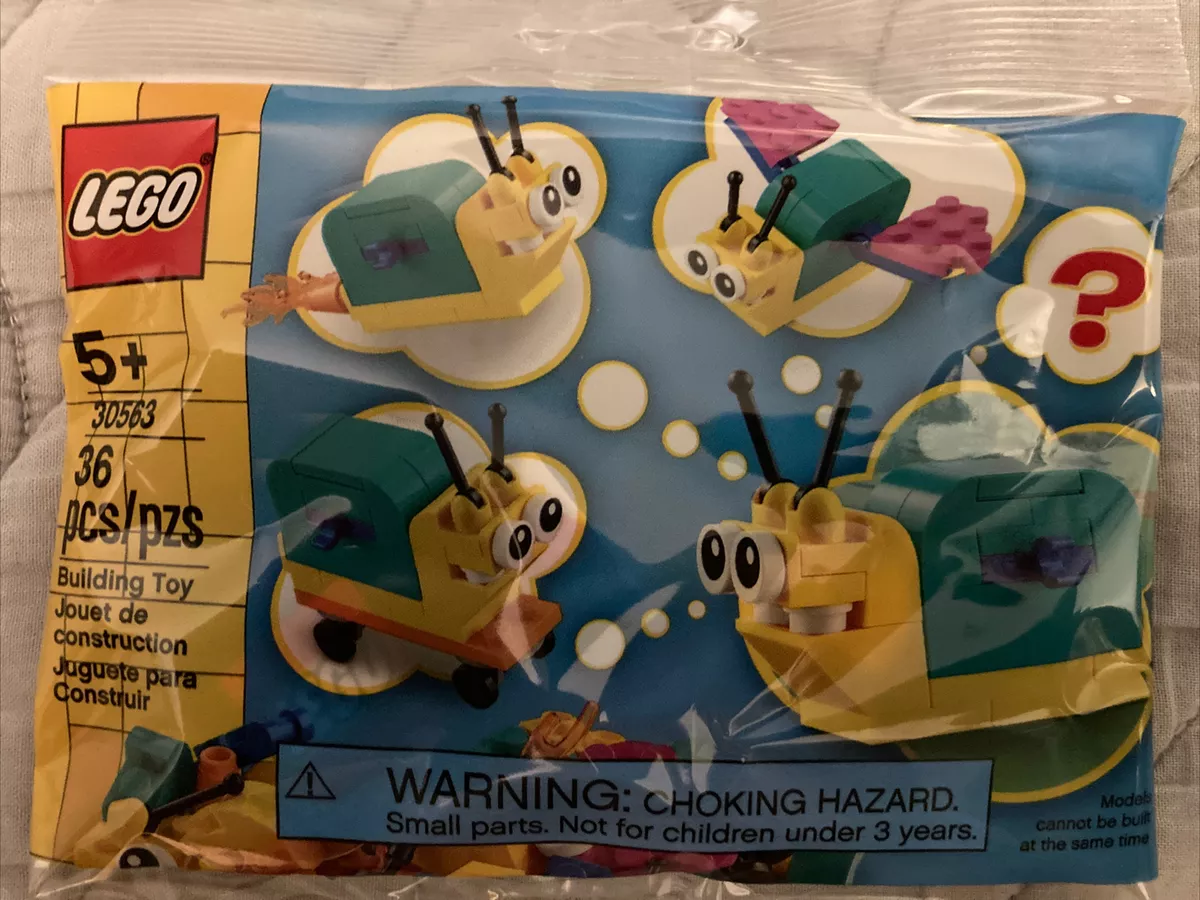 LEGO®
5+
30563
36
pcs/pzs
Building Toy
Jouet de
construction
Juguete para
Construir
?
WARNING: CHOKING HAZARD.
Small parts. Not for children under 3 years.
Models
cannot be built
at the same time